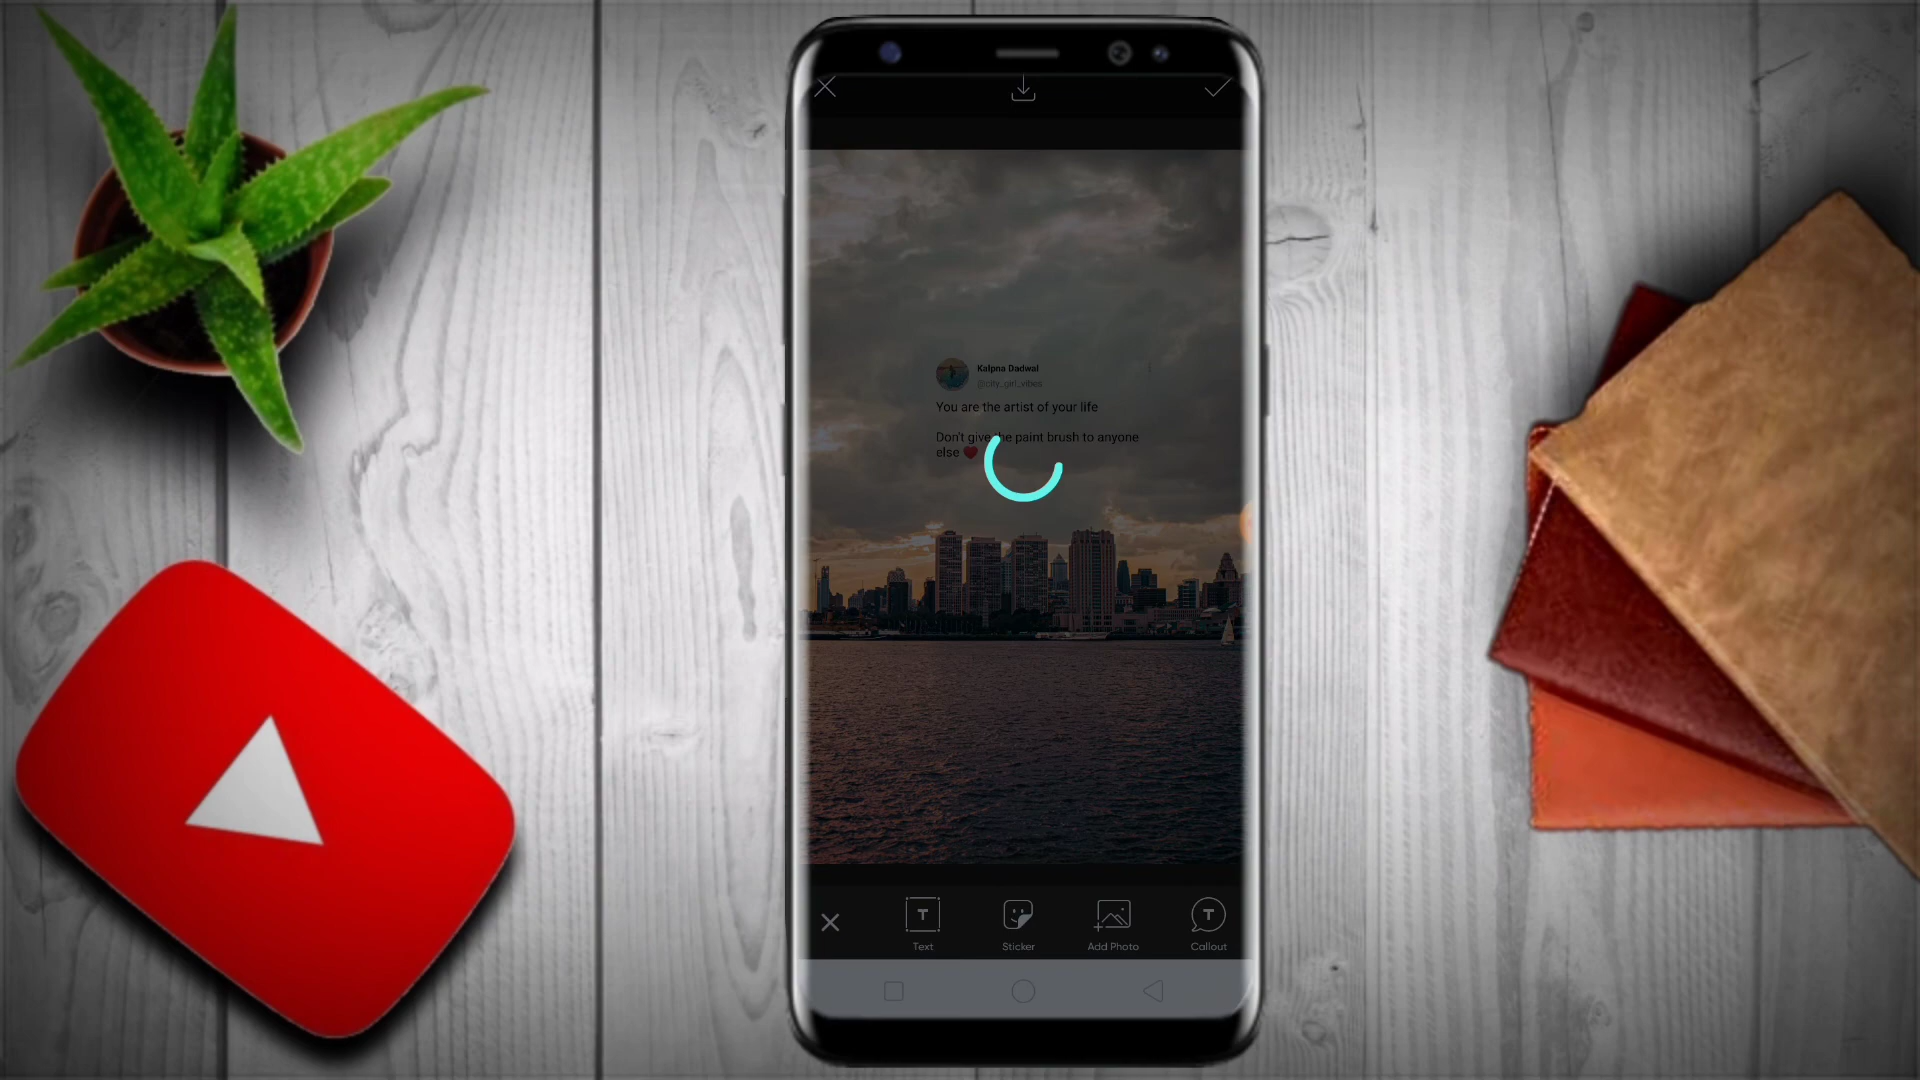 Kalpna Dadwal
@city_girl_vibes
You are the artist of your life
Don't give the paint brush to anyone
else ❤️
Text
Sticker
Add Photo
Callout